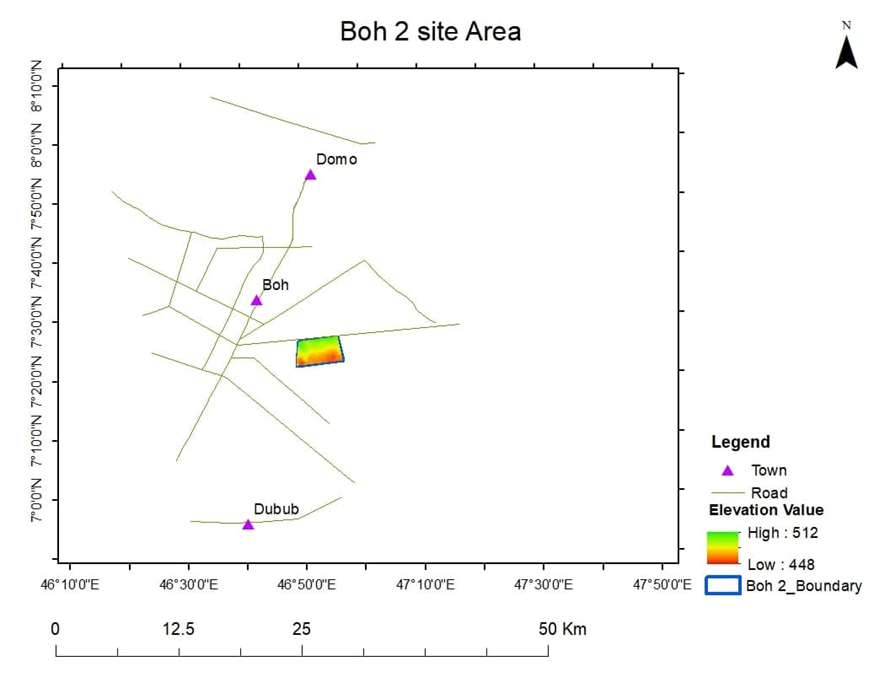 Boh 2 site Area
N
8°10'0"N
8°0'0"N
7°50'0"N
7°40'0"N
7°30'0"N
7°20'0"N
7°10'0"N
7°0'0"N
Domo
Boh
Dubub
46°10'0"E
46°30'0"E
46°50'0"E
47°10'0"E
47°30'0"E
47°50'0"E
Legend
Town
Road
Elevation Value
High : 512
Low : 448
Boh 2_Boundary
0
12.5
25
50 Km